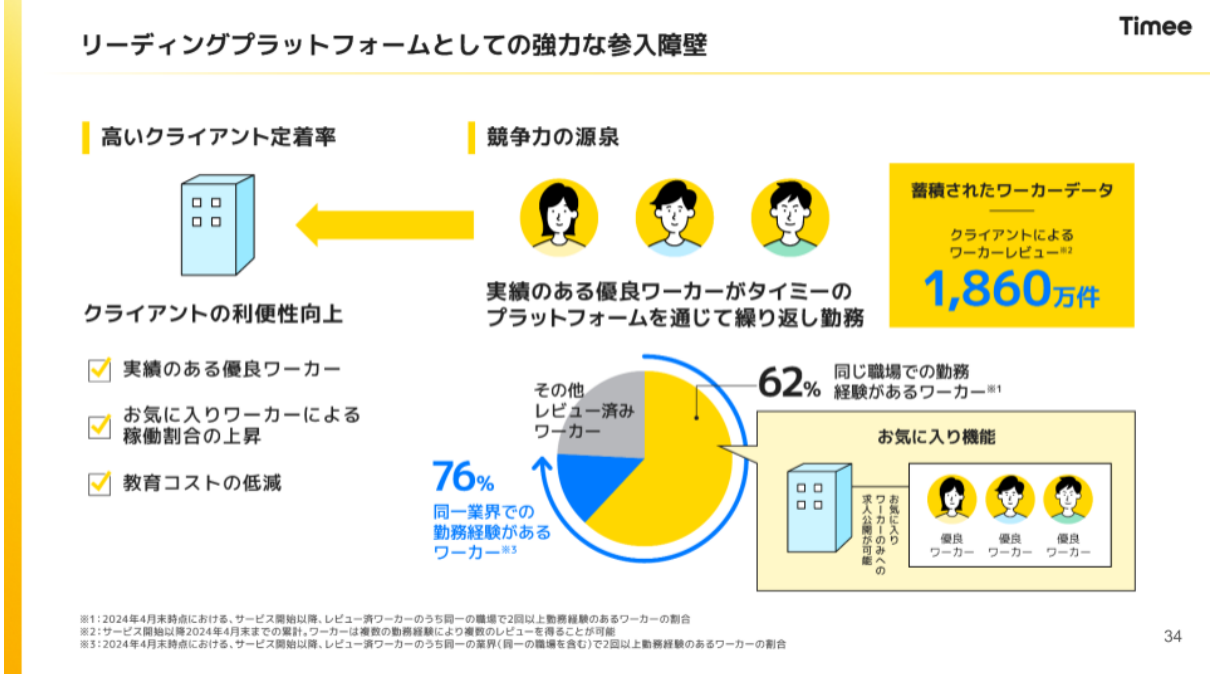 Timee
リーディングプラットフォームとしての強力な参入障壁
高いクライアント定着率
クライアントの利便性向上
実績のある優良ワーカー
お気に入りワーカーによる
稼働割合の上昇
教育コストの低減
競争力の源泉
実績のある優良ワーカーがタイミーの
プラットフォームを通じて繰り返し勤務
蓄積されたワーカーデータ
クライアントによる
ワーカーレビュー※2
1,860万件
その他
レビュー済み
ワーカー
62%
同じ職場での勤務
経験があるワーカー※1
76%
同一業界での
勤務経験がある
ワーカー※3
お気に入り機能
お気に入り
ワーカーのみへの
求人公開が可能
優良
ワーカー
優良
ワーカー
優良
ワーカー
※1：2024年4月末時点における、サービス開始以降、レビュー済ワーカーのうち同一の職場で2回以上勤務経験のあるワーカーの割合
※2：サービス開始以降2024年4月末までの累計。ワーカーは複数の勤務経験により複数のレビューを得ることが可能
※3：2024年4月末時点における、サービス開始以降、レビュー済ワーカーのうち同一の業界（同一の職場を含む）で2回以上勤務経験のあるワーカーの割合
34